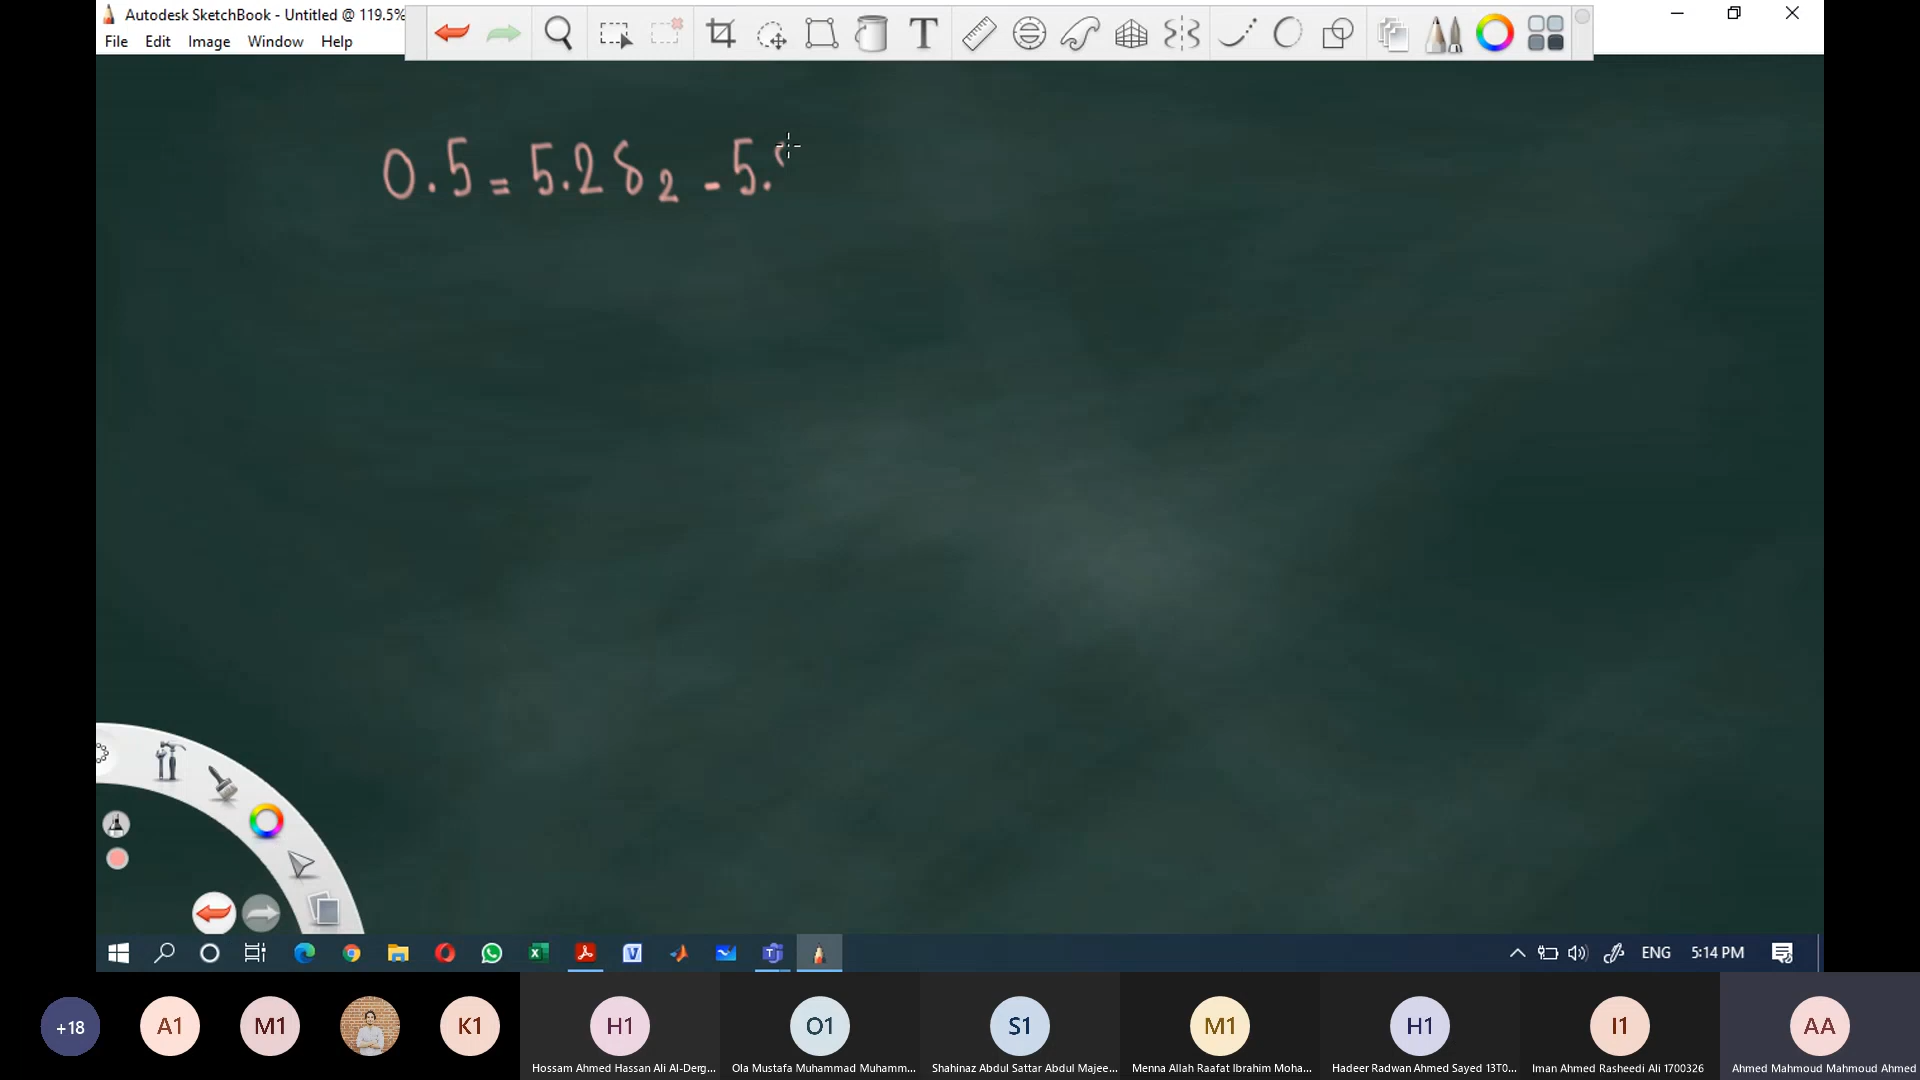 Autodesk SketchBook - Untitled @ 119.5%
File Edit Image Window Help
T
0.5 = 5.2 δ₂ - 5.
ENG 5:14 PM
+18 A1 M1 K1 H1 O1 S1 M1 H1 I1 AA
Hossam Ahmed Hassan Ali Al-Derg... Ola Mustafa Muhammad Muhamm... Shahinaz Abdul Sattar Abdul Majee... Menna Allah Raafat Ibrahim Moha... Hadeer Radwan Ahmed Sayed 13T0... Iman Ahmed Rasheedi Ali 1700326 Ahmed Mahmoud Mahmoud Ahmed